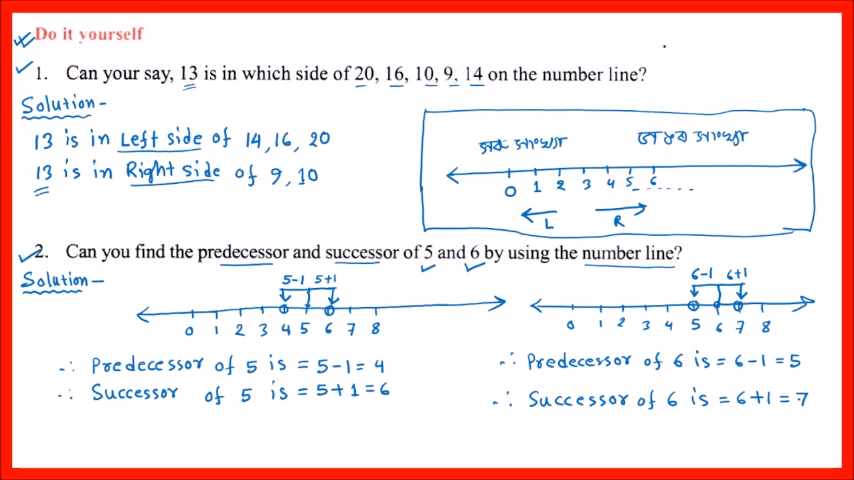 Do it yourself
1. Can your say, 13 is in which side of 20, 16, 10, 9, 14 on the number line?
Solution-
13 is in Left side of 14,16, 20
13 is in Right side of 9, 10
0 1 2 3 4 5 6 ......
L R
2. Can you find the predecessor and successor of 5 and 6 by using the number line?
Solution-
5-1 5+1
0 1 2 3 4 5 6 7 8
∴ Predecessor of 5 is = 5-1 = 4
∴ Successor of 5 is = 5+1 = 6
6-1 6+1
0 1 2 3 4 5 6 7 8
∴ Predecessor of 6 is = 6-1 = 5
∴ Successor of 6 is = 6+1 = 7